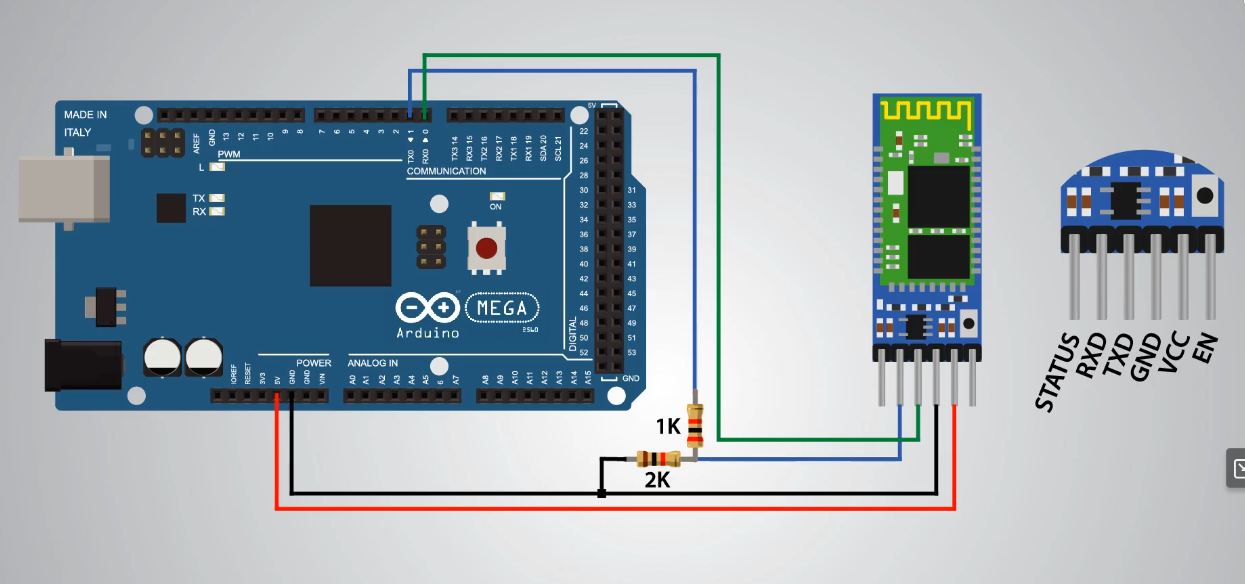 MADE IN
ITALY
AREF
GND
13
12
11
10
9
8
7
6
5
4
3
2
TX0 ◄ 1
RX0 ► 0
TX3 14
RX3 15
TX2 16
RX2 17
TX1 18
RX1 19
SDA 20
SCL 21
5V
PWM
COMMUNICATION
L
TX
RX
ON
22
24
26
28
30
32
34
36
38
40
42
44
46
48
50
52
31
33
35
37
39
41
43
45
47
49
51
53
DIGITAL
GND
Arduino
MEGA
2560
POWER
ANALOG IN
IOREF
RESET
3V3
5V
GND
GND
VIN
A0
A1
A2
A3
A4
A5
6
A7
A8
A9
A10
A11
A12
A13
A14
A15
1K
2K
STATUS
RXD
TXD
GND
VCC
EN